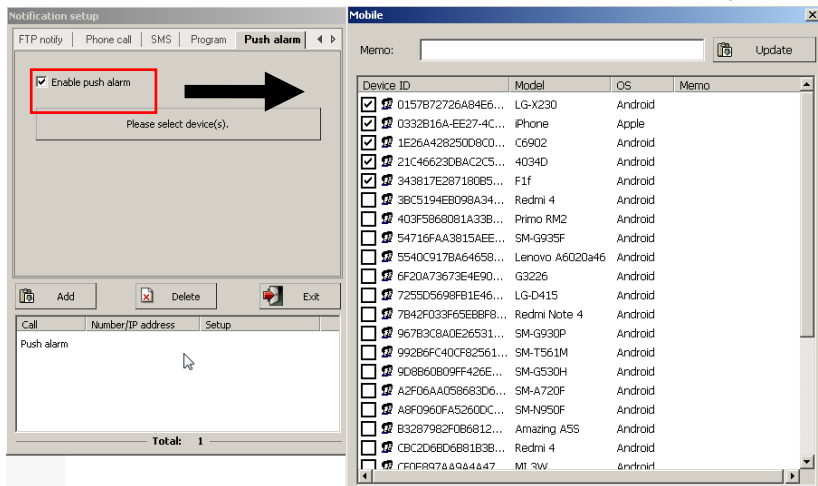 Notification setup
FTP notify Phone call SMS Program Push alarm
Enable push alarm
Please select device(s).
Add Delete Exit
Call Number/IP address Setup
Push alarm
Total: 1
Mobile
Memo: Update
Device ID Model OS Memo
0157B72726A84E6... LG-X230 Android
0332B16A-EE27-4C... iPhone Apple
1E26A428250D8C0... C6902 Android
21C46623DBAC2C5... 4034D Android
343817E287180B5... F1f Android
3BC5194EB098A34... Redmi 4 Android
403F5868081A33B... Primo RM2 Android
54716FAA3815AEE... SM-G935F Android
5540C917BA64658... Lenovo A6020a46 Android
6F20A73673E4E90... G3226 Android
7255D5698FB1E46... LG-D415 Android
7B42F033F65EBBF8... Redmi Note 4 Android
967B3C8A0E26531... SM-G930P Android
992B6FC40CF82561... SM-T561M Android
9D8B60B09FF426E... SM-G530H Android
A2F06AA058683D6... SM-A720F Android
A8F0960FA5260DC... SM-N950F Android
B3287982F0B6812... Amazing A5S Android
CBC2D6BD6B81B3B... Redmi 4 Android
CE0E897AA9A4A47 MI 3W Android